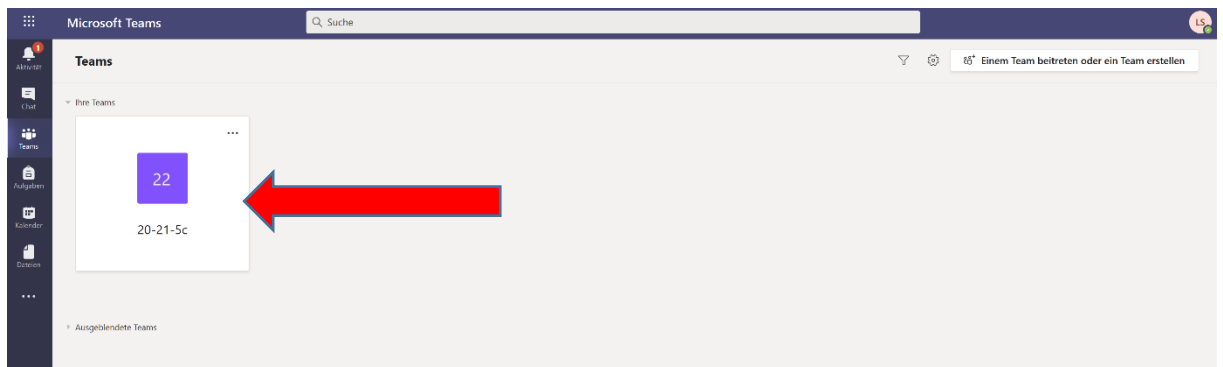 Microsoft Teams
Suche
LS
1
Aktivität
Teams
Einem Team beitreten oder ein Team erstellen
Chat
Ihre Teams
Teams
22
Aufgaben
20-21-5c
Kalender
Dateien
Ausgeblendete Teams